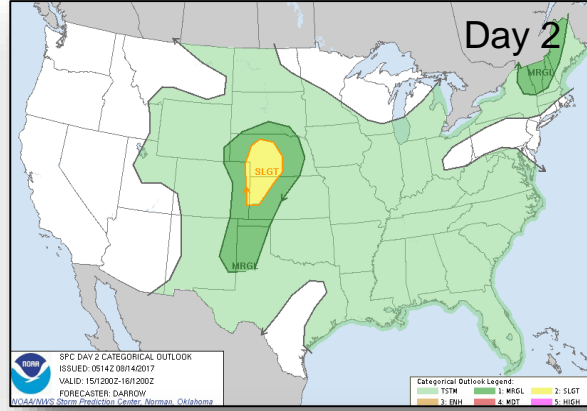 Day 2
MRGL
SLGT
MRGL
NOAA
SPC DAY 2 CATEGORICAL OUTLOOK
ISSUED: 0514Z 08/14/2017
VALID: 15/1200Z-16/1200Z
FORECASTER: DARROW
NOAA/NWS Storm Prediction Center, Norman, Oklahoma
Categorical Outlook Legend:
TSTM 1: MRGL 2: SLGT
3: ENH 4: MDT 5: HIGH